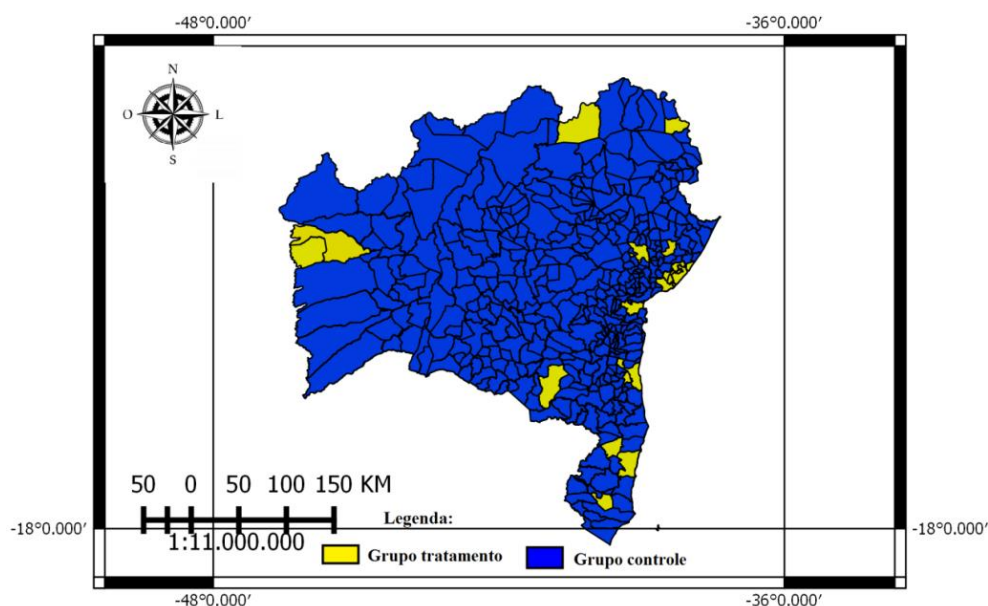 -48°0.000′
-36°0.000′
N
O
L
S
50 0 50 100 150 KM
Legenda:
-18°0.000′
-18°0.000′
1:11.000.000
Grupo tratamento
Grupo controle
-48°0.000′
-36°0.000′